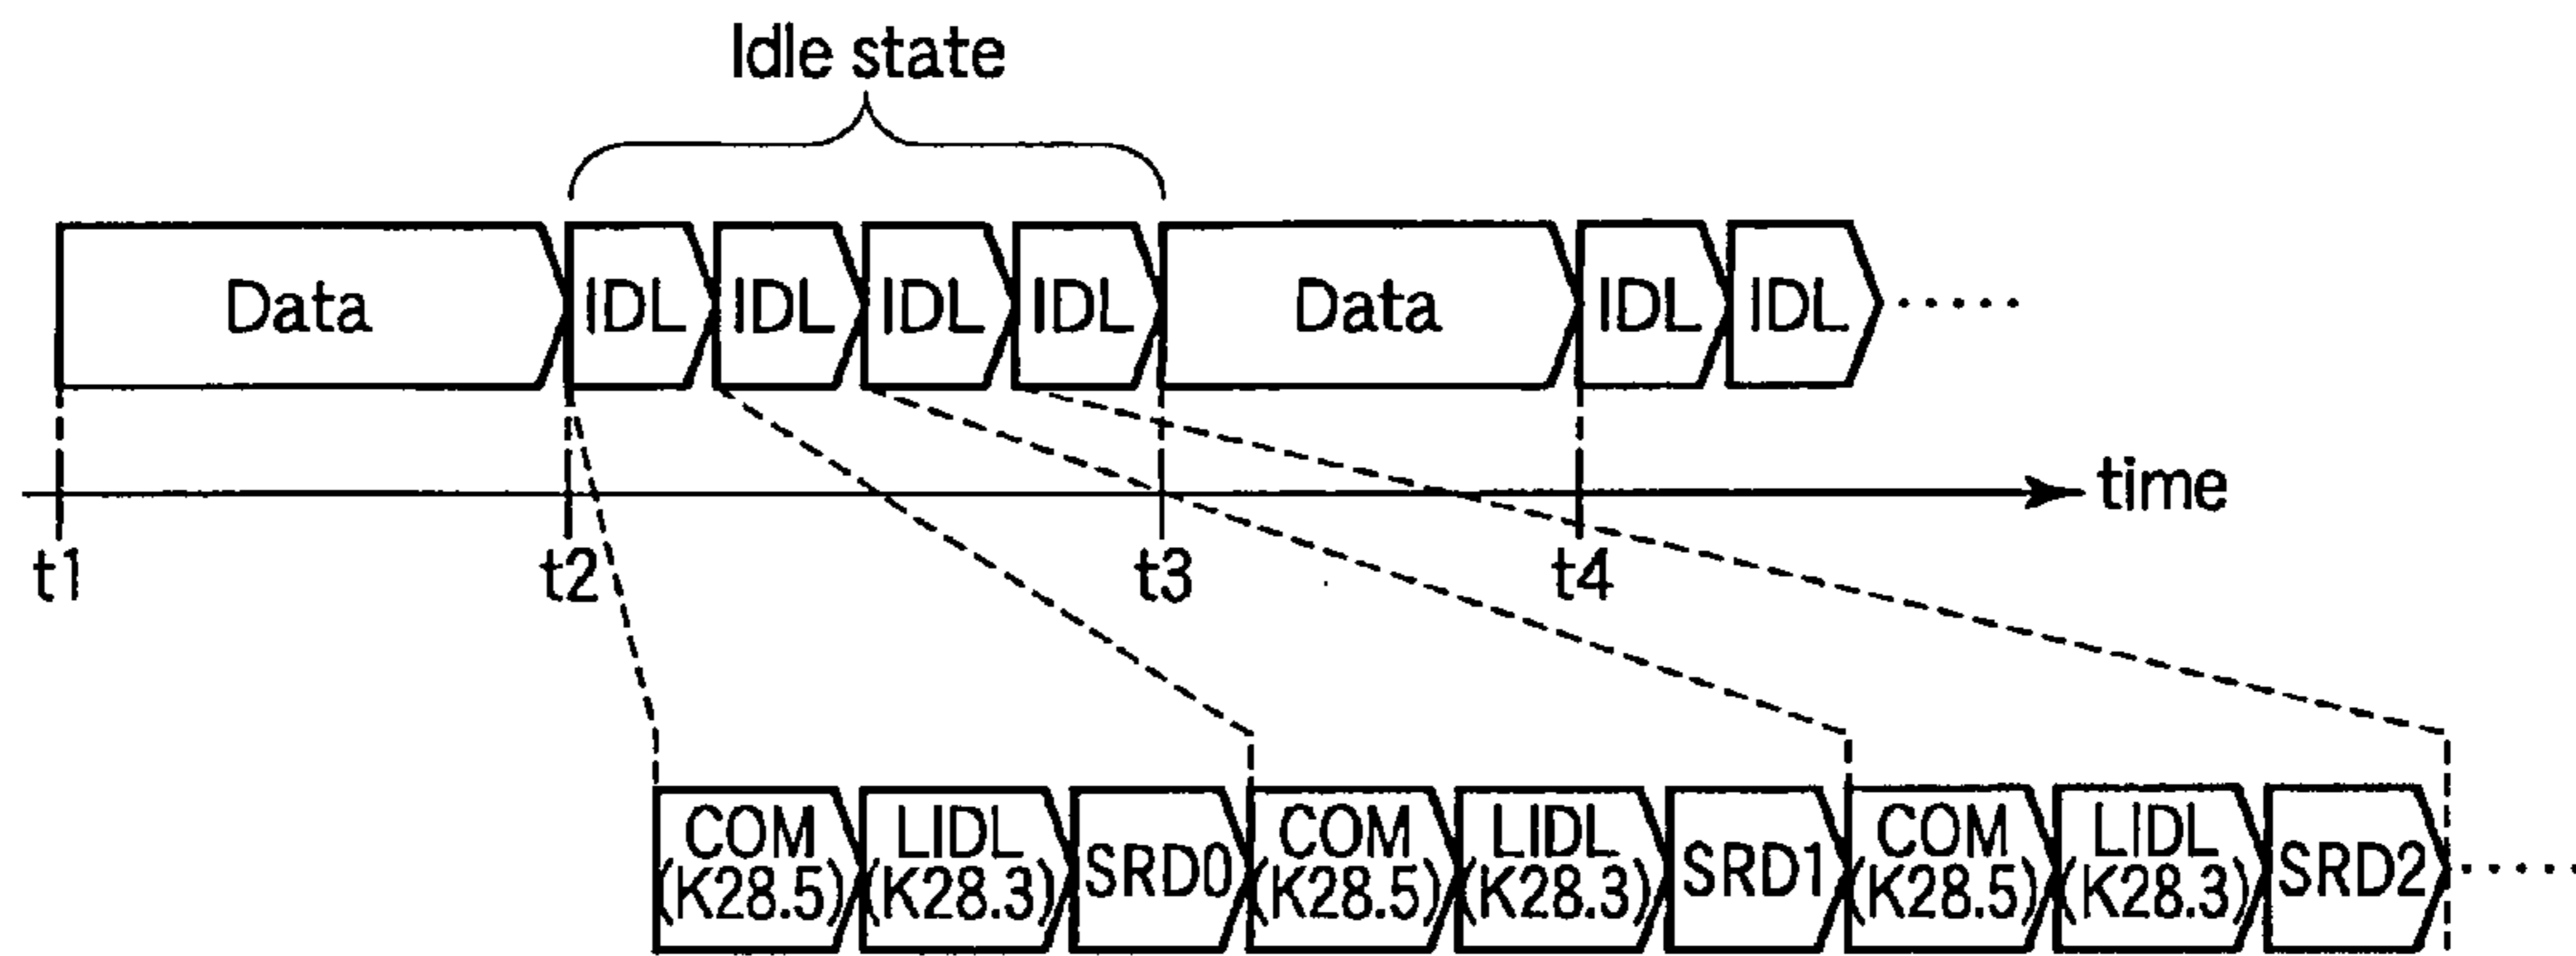 Idle state
Data IDL IDL IDL IDL Data IDL IDL .....
time
t1 t2 t3 t4
COM LIDL SRD0 COM LIDL SRD1 COM LIDL SRD2 .....
(K28.5) (K28.3) (K28.5) (K28.3) (K28.5) (K28.3)